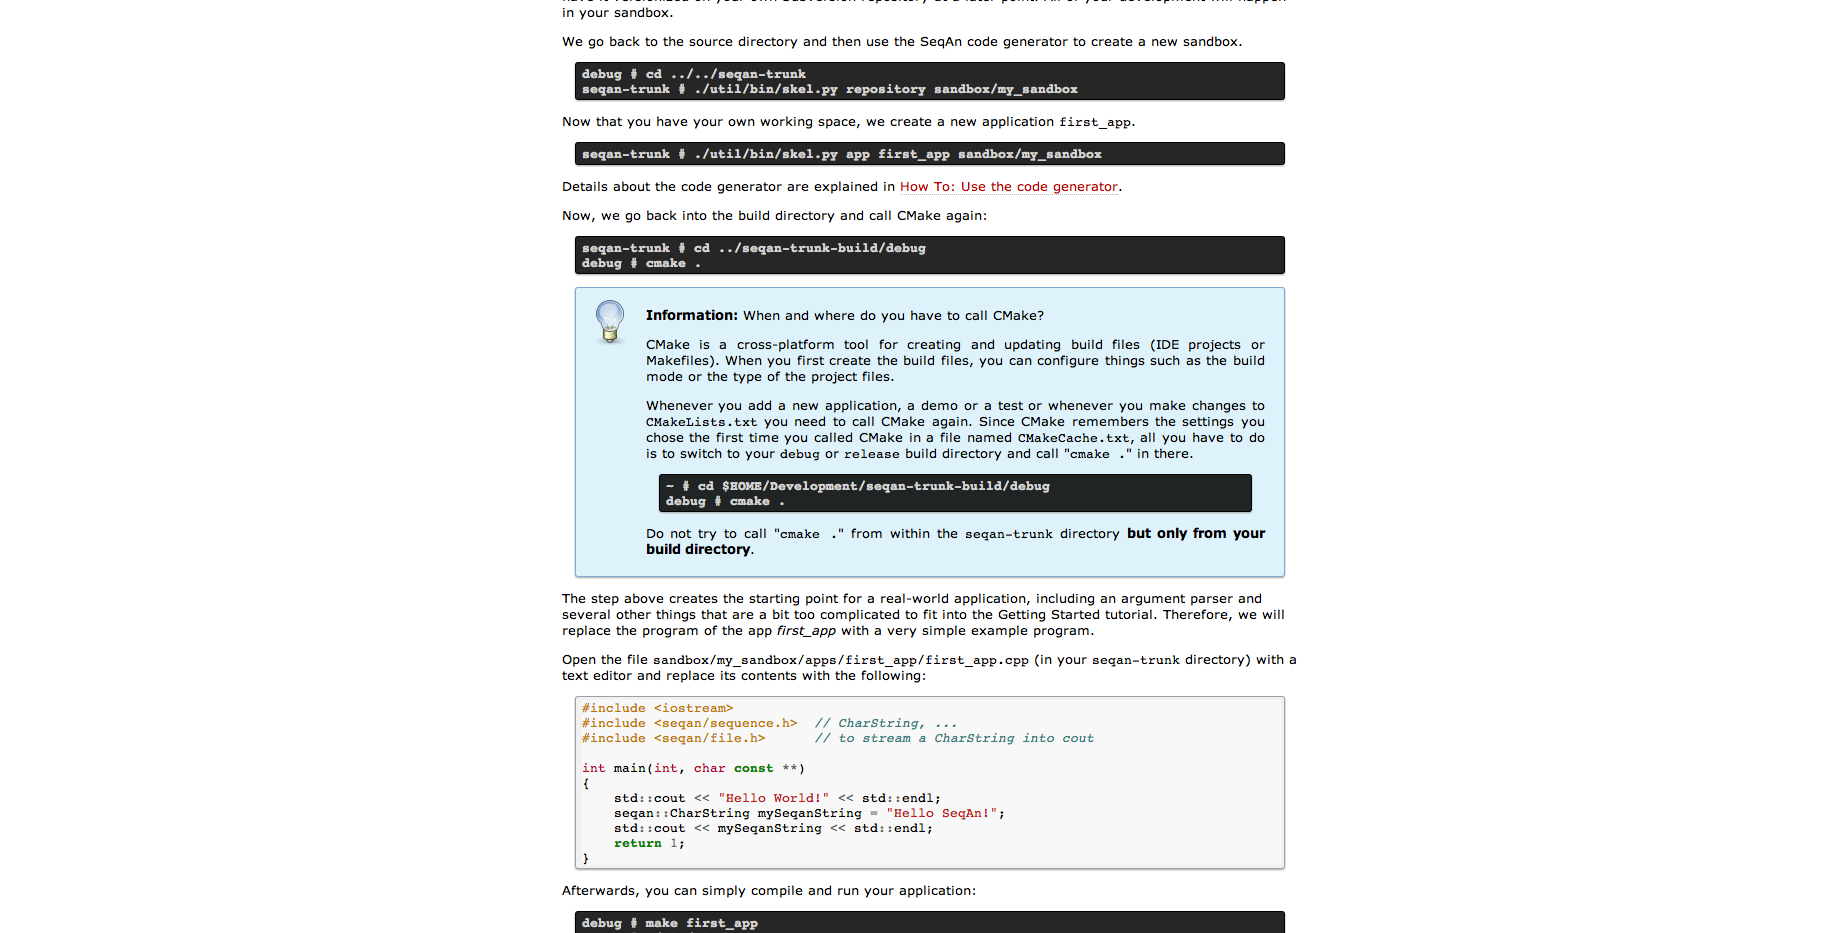 in your sandbox.
We go back to the source directory and then use the SeqAn code generator to create a new sandbox.
debug # cd ../../seqan-trunk
seqan-trunk # ./util/bin/skel.py repository sandbox/my_sandbox
Now that you have your own working space, we create a new application first_app.
seqan-trunk # ./util/bin/skel.py app first_app sandbox/my_sandbox
Details about the code generator are explained in How To: Use the code generator.
Now, we go back into the build directory and call CMake again:
seqan-trunk # cd ../seqan-trunk-build/debug
debug # cmake .
Information: When and where do you have to call CMake?
CMake is a cross-platform tool for creating and updating build files (IDE projects or
Makefiles). When you first create the build files, you can configure things such as the build
mode or the type of the project files.
Whenever you add a new application, a demo or a test or whenever you make changes to
CMakeLists.txt you need to call CMake again. Since CMake remembers the settings you
chose the first time you called CMake in a file named CMakeCache.txt, all you have to do
is to switch to your debug or release build directory and call "cmake ." in there.
~ # cd $HOME/Development/seqan-trunk-build/debug
debug # cmake .
Do not try to call "cmake ." from within the seqan-trunk directory but only from your
build directory.
The step above creates the starting point for a real-world application, including an argument parser and
several other things that are a bit too complicated to fit into the Getting Started tutorial. Therefore, we will
replace the program of the app first_app with a very simple example program.
Open the file sandbox/my_sandbox/apps/first_app/first_app.cpp (in your seqan-trunk directory) with a
text editor and replace its contents with the following:
#include <iostream>
#include <seqan/sequence.h>  // CharString, ...
#include <seqan/file.h>      // to stream a CharString into cout
int main(int, char const **)
{
    std::cout << "Hello World!" << std::endl;
    seqan::CharString mySeqanString = "Hello SeqAn!";
    std::cout << mySeqanString << std::endl;
    return 1;
}
Afterwards, you can simply compile and run your application:
debug # make first_app